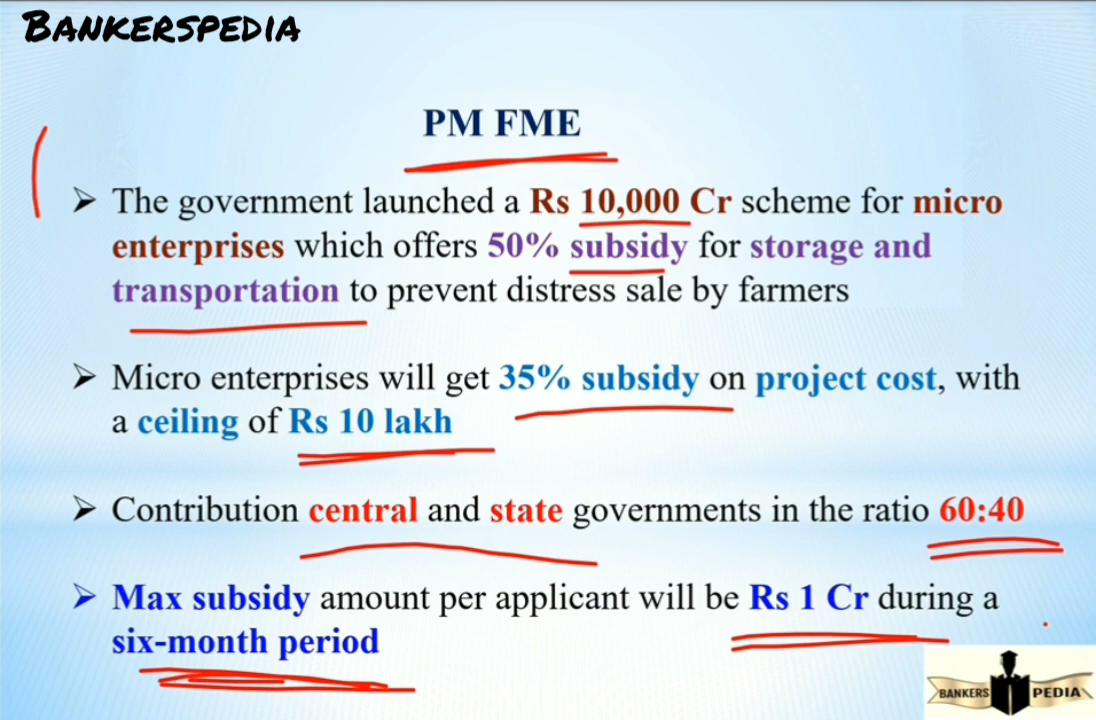 BANKERSPEDIA
PM FME
➤ The government launched a Rs 10,000 Cr scheme for micro
enterprises which offers 50% subsidy for storage and
transportation to prevent distress sale by farmers
➤ Micro enterprises will get 35% subsidy on project cost, with
a ceiling of Rs 10 lakh
➤ Contribution central and state governments in the ratio 60:40
➤ Max subsidy amount per applicant will be Rs 1 Cr during a
six-month period
BANKERS PEDIA